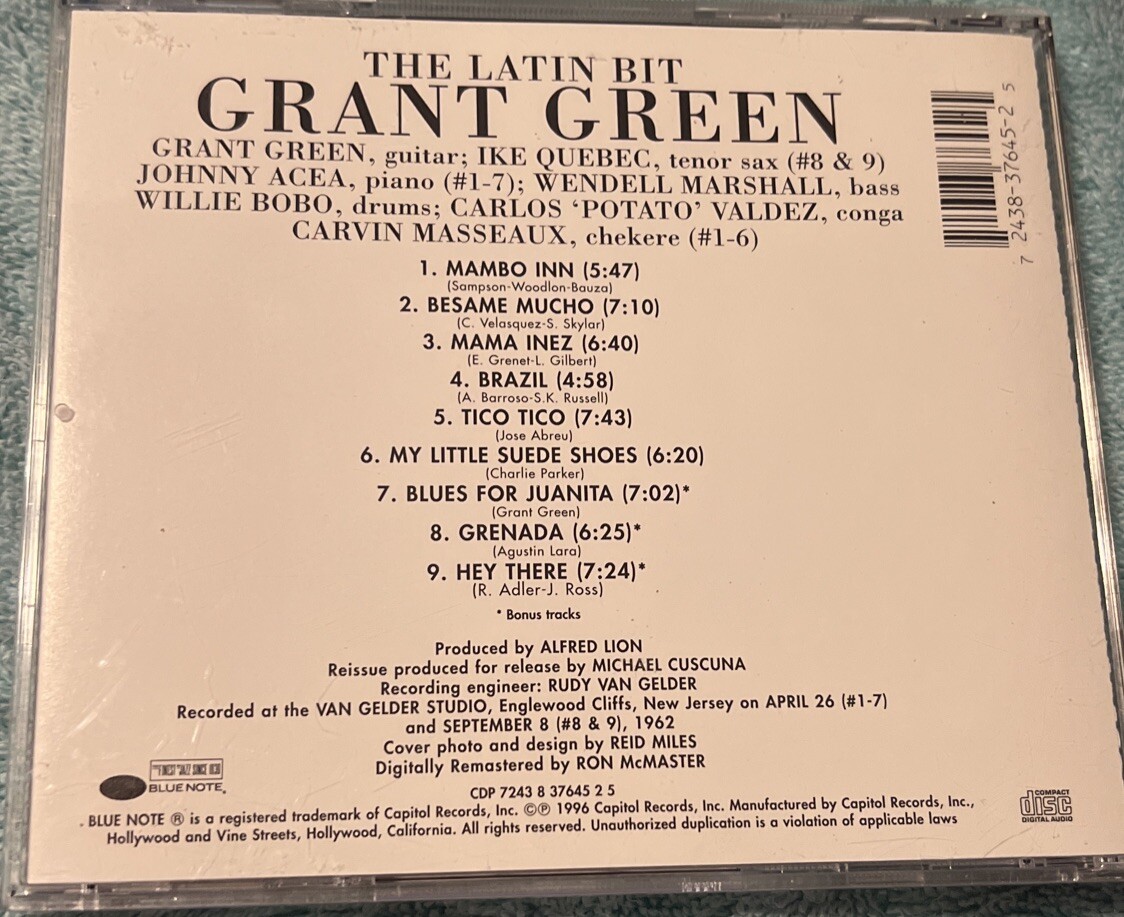 THE LATIN BIT
GRANT GREEN
GRANT GREEN, guitar; IKE QUEBEC, tenor sax (#8 & 9)
JOHNNY ACEA, piano (#1-7); WENDELL MARSHALL, bass
WILLIE BOBO, drums; CARLOS ‘POTATO’ VALDEZ, conga
CARVIN MASSEAUX, chekere (#1-6)
7 2438-37645-2 5
1. MAMBO INN (5:47)
(Sampson-Woodlon-Bauza)
2. BESAME MUCHO (7:10)
(C. Velasquez-S. Skylar)
3. MAMA INEZ (6:40)
(E. Grenet-L. Gilbert)
4. BRAZIL (4:58)
(A. Barroso-S.K. Russell)
5. TICO TICO (7:43)
(Jose Abreu)
6. MY LITTLE SUEDE SHOES (6:20)
(Charlie Parker)
7. BLUES FOR JUANITA (7:02)*
(Grant Green)
8. GRENADA (6:25)*
(Agustin Lara)
9. HEY THERE (7:24)*
(R. Adler-J. Ross)
* Bonus tracks
Produced by ALFRED LION
Reissue produced for release by MICHAEL CUSCUNA
Recording engineer: RUDY VAN GELDER
Recorded at the VAN GELDER STUDIO, Englewood Cliffs, New Jersey on APRIL 26 (#1-7)
and SEPTEMBER 8 (#8 & 9), 1962
Cover photo and design by REID MILES
Digitally Remastered by RON McMASTER
BLUE NOTE
CDP 7243 8 37645 2 5
BLUE NOTE ® is a registered trademark of Capitol Records, Inc. ©℗ 1996 Capitol Records, Inc. Manufactured by Capitol Records, Inc.,
Hollywood and Vine Streets, Hollywood, California. All rights reserved. Unauthorized duplication is a violation of applicable laws
COMPACT
disc
DIGITAL AUDIO